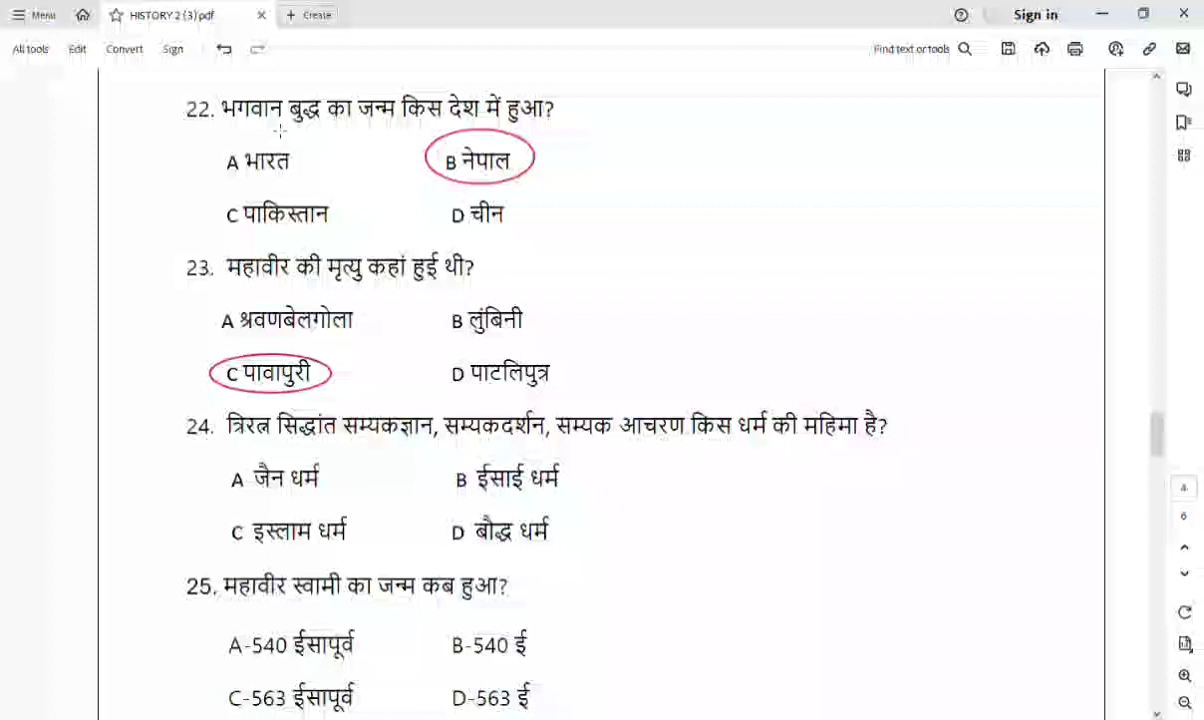 Menu HISTORY 2 (3).pdf × + Create Sign in
All tools Edit Convert Sign Find text or tools
22. भगवान बुद्ध का जन्म किस देश में हुआ?
A भारत B नेपाल
C पाकिस्तान D चीन
23. महावीर की मृत्यु कहां हुई थी?
A श्रवणबेलगोला B लुंबिनी
C पावापुरी D पाटलिपुत्र
24. त्रिरत्न सिद्धांत सम्यकज्ञान, सम्यकदर्शन, सम्यक आचरण किस धर्म की महिमा है?
A जैन धर्म B ईसाई धर्म
C इस्लाम धर्म D बौद्ध धर्म
25. महावीर स्वामी का जन्म कब हुआ?
A-540 ईसापूर्व B-540 ई
C-563 ईसापूर्व D-563 ई
4
6